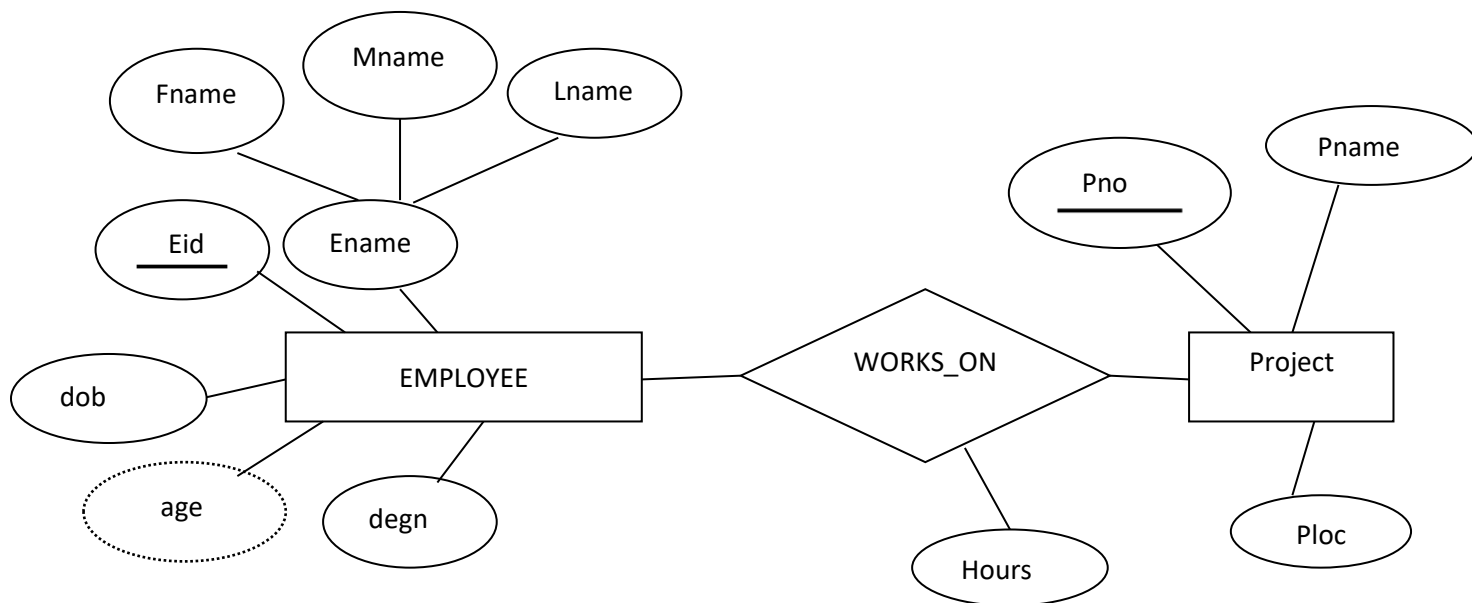 Mname
Fname
Lname
Pname
Pno
Eid
Ename
EMPLOYEE
WORKS_ON
Project
dob
age
degn
Ploc
Hours